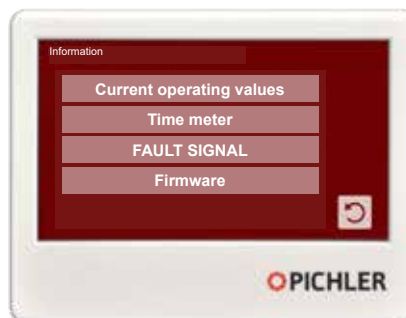 Information
Current operating values
Time meter
FAULT SIGNAL
Firmware
PICHLER